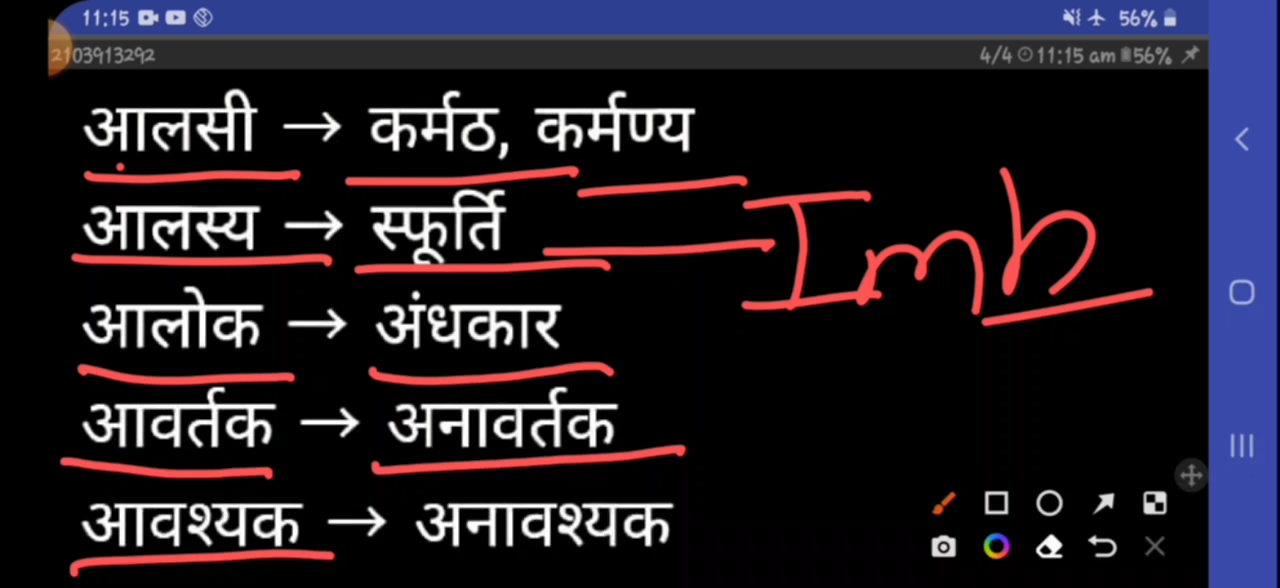 11:15 56%
2103913292 4/4 11:15 am 56%
आलसी → कर्मठ, कर्मण्य
आलस्य → स्फूर्ति
Imb
आलोक → अंधकार
आवर्तक → अनावर्तक
आवश्यक → अनावश्यक